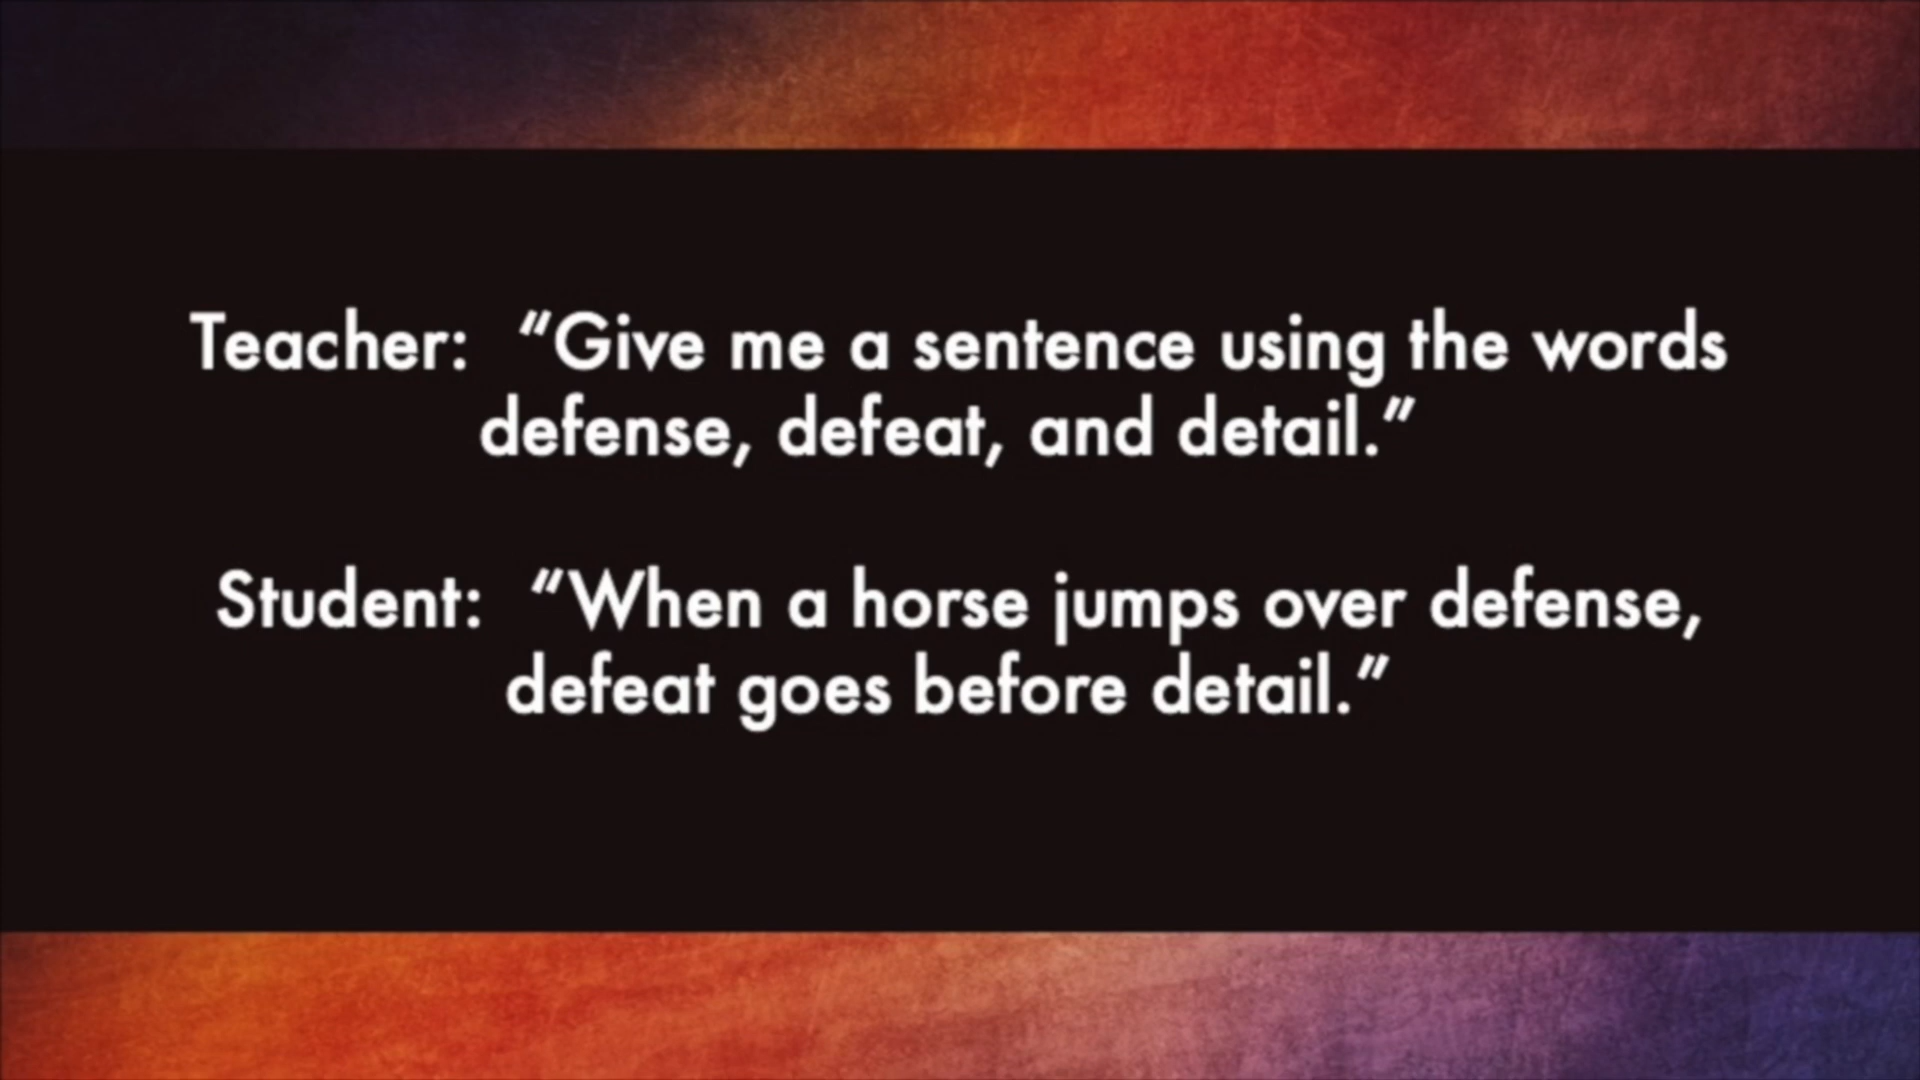 Teacher:  “Give me a sentence using the words
defense, defeat, and detail.”
Student:  “When a horse jumps over defense,
defeat goes before detail.”